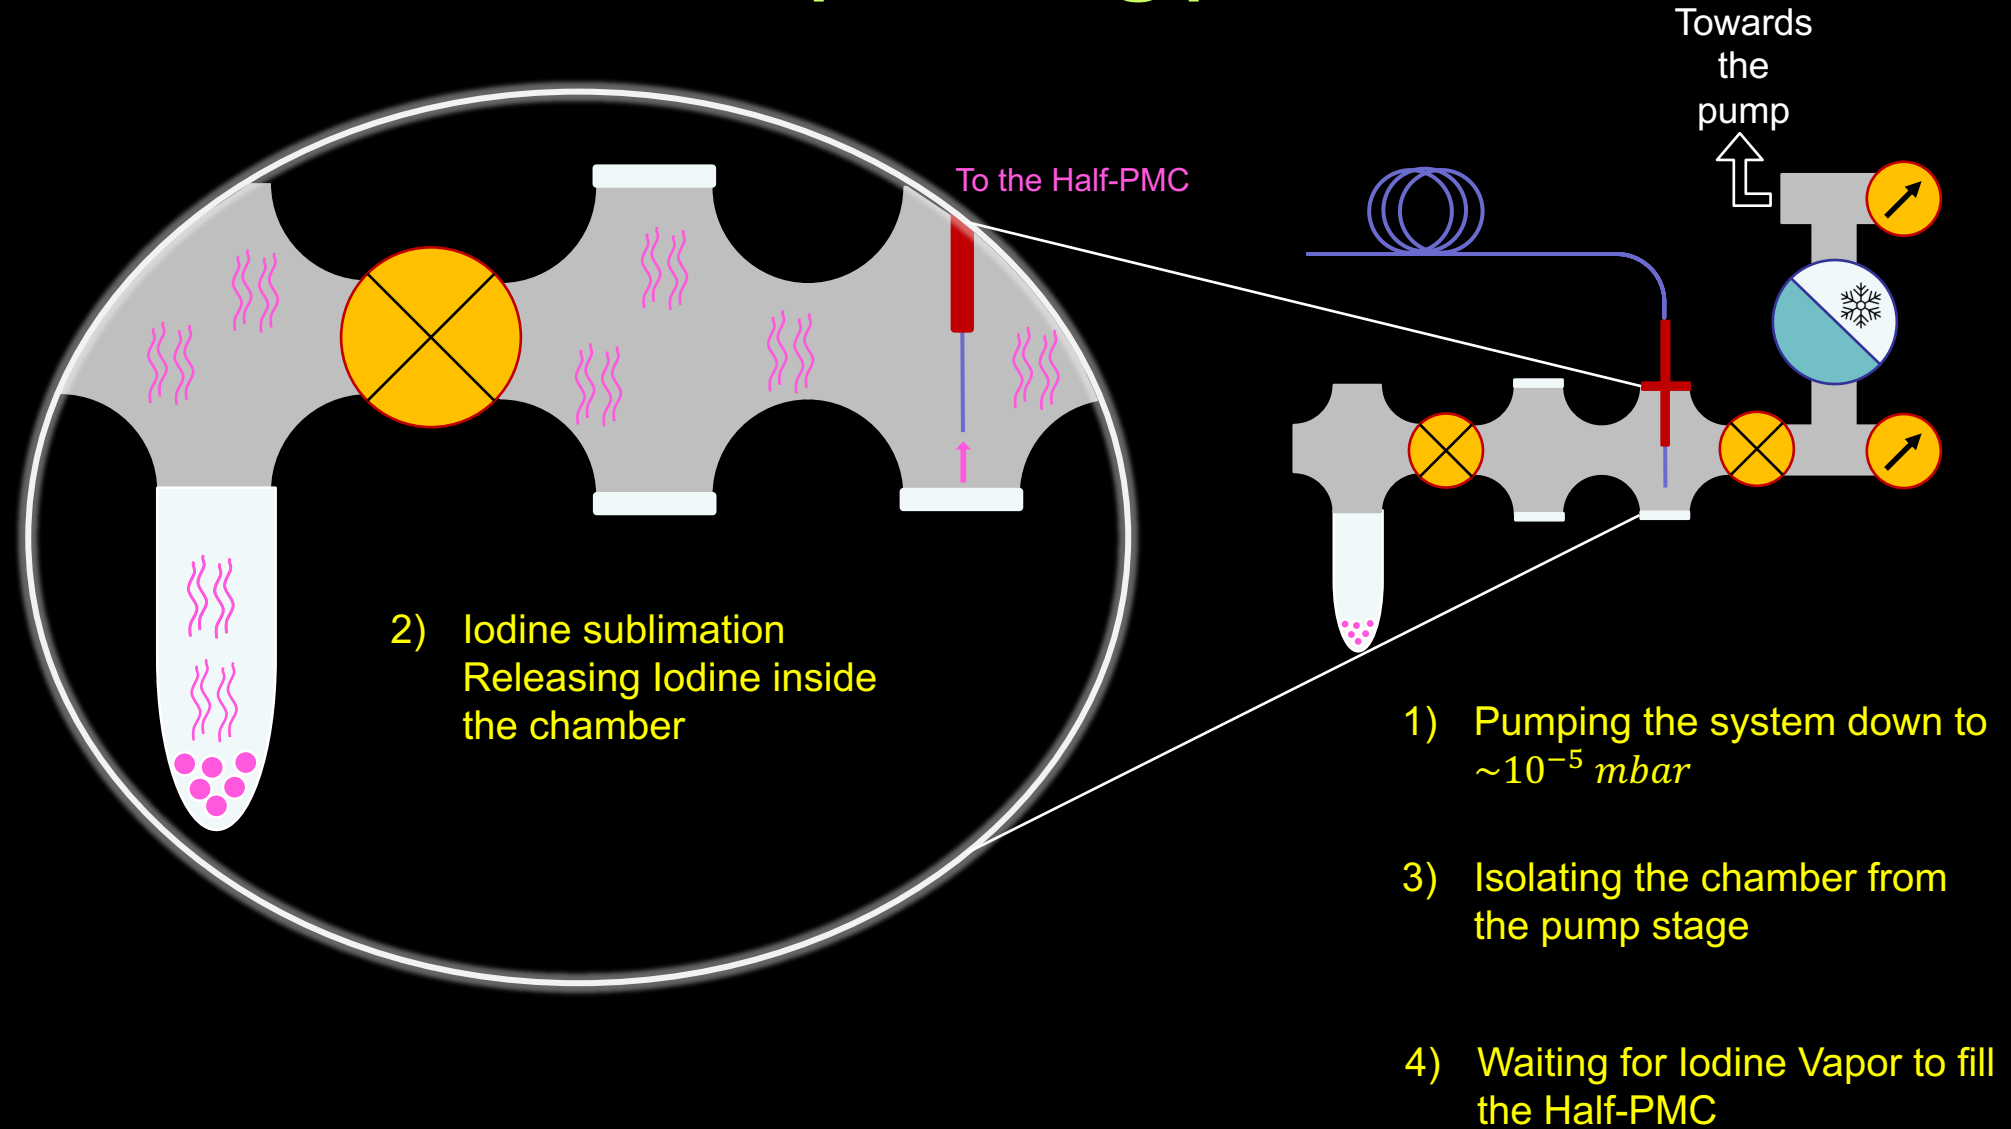 Towards
the
pump
To the Half-PMC
2) Iodine sublimation
Releasing Iodine inside
the chamber
1) Pumping the system down to
~10⁻⁵ mbar
3) Isolating the chamber from
the pump stage
4) Waiting for Iodine Vapor to fill
the Half-PMC